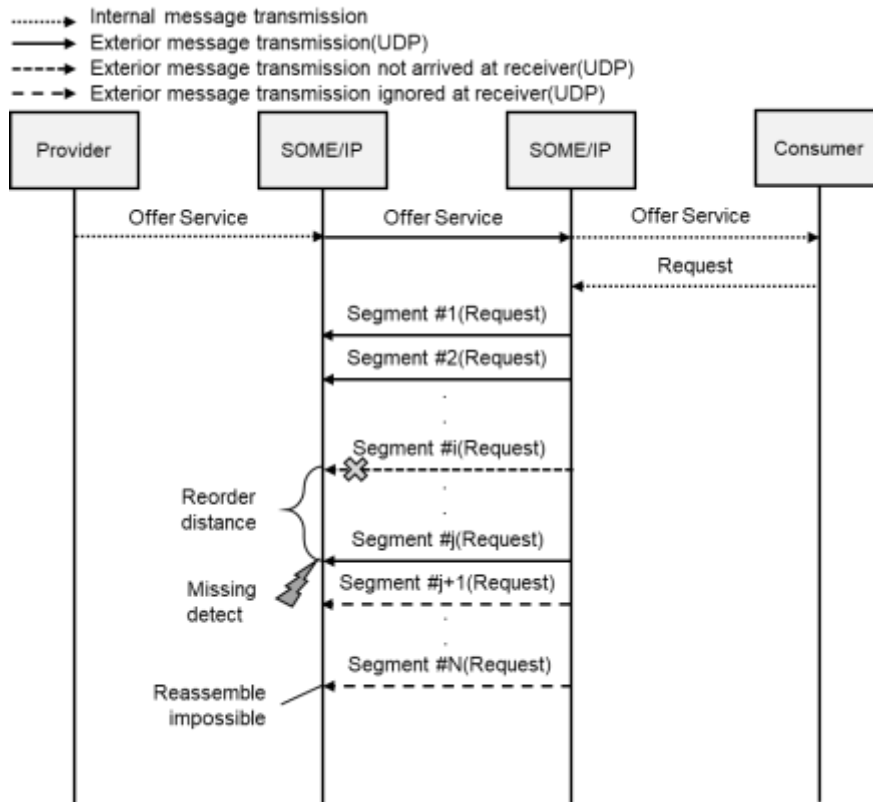 Internal message transmission
Exterior message transmission(UDP)
Exterior message transmission not arrived at receiver(UDP)
Exterior message transmission ignored at receiver(UDP)
Provider
SOME/IP
SOME/IP
Consumer
Offer Service
Offer Service
Offer Service
Request
Segment #1(Request)
Segment #2(Request)
Segment #i(Request)
Reorder
distance
Segment #j(Request)
Missing
detect
Segment #j+1(Request)
Segment #N(Request)
Reassemble
impossible